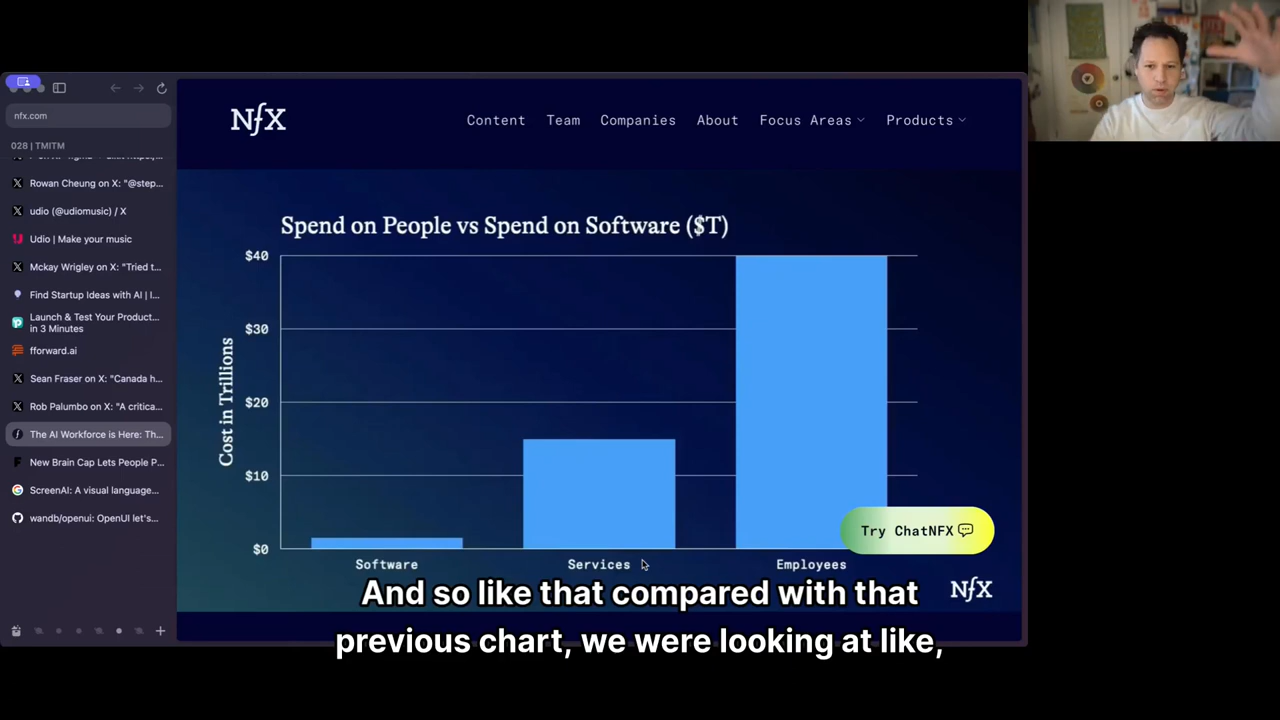 nfx.com
028 | TMITM
Rowan Cheung on X: "@step...
udio (@udiomusic) / X
Udio | Make your music
Mckay Wrigley on X: "Tried t...
Find Startup Ideas with AI | I...
Launch & Test Your Product...
in 3 Minutes
fforward.ai
Sean Fraser on X: "Canada h...
Rob Palumbo on X: "A critica...
The AI Workforce is Here: Th...
New Brain Cap Lets People P...
ScreenAI: A visual language...
wandb/openui: OpenUI let's...
NfX
Content Team Companies About Focus Areas Products
Spend on People vs Spend on Software ($T)
Cost in Trillions
$40
$30
$20
$10
$0
Software Services Employees
Try ChatNFX
NfX
And so like that compared with that
previous chart, we were looking at like,